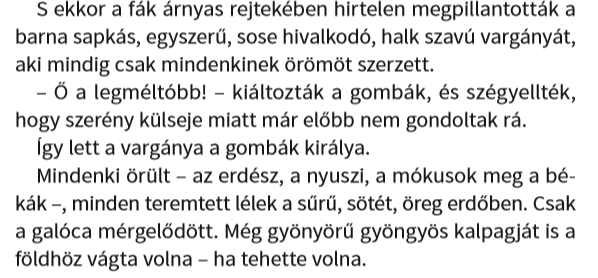 S ekkor a fák árnyas rejtekében hirtelen megpillantották a
barna sapkás, egyszerű, sose hivalkodó, halk szavú vargányát,
aki mindig csak mindenkinek örömöt szerzett.
– Ő a legméltóbb! – kiáltozták a gombák, és szégyellték,
hogy szerény külseje miatt már előbb nem gondoltak rá.
Így lett a vargánya a gombák királya.
Mindenki örült – az erdész, a nyuszi, a mókusok meg a bé-
kák –, minden teremtett lélek a sűrű, sötét, öreg erdőben. Csak
a galóca mérgelődött. Még gyönyörű gyöngyös kalpagját is a
földhöz vágta volna – ha tehette volna.